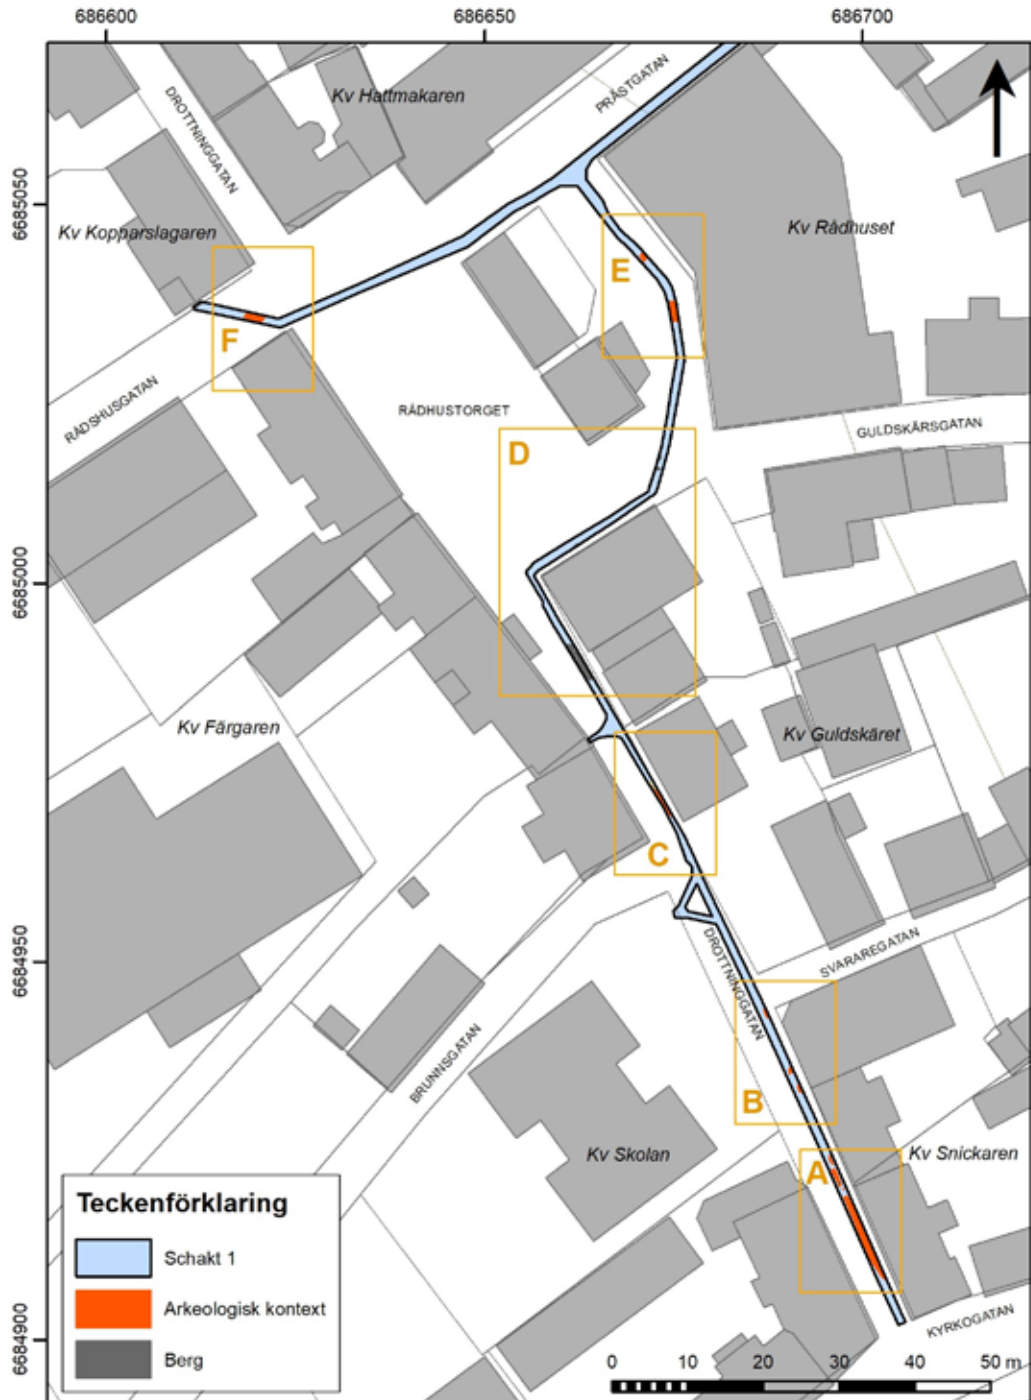 686600
686650
686700
6685050
6685000
6684950
6684900
Kv Hattmakaren
PRÄSTGATAN
DROTTNINGGATAN
Kv Kopparslagaren
Kv Rådhuset
E
F
RÅDSHUSGATAN
RÅDHUSTORGET
GULDSKÄRSGATAN
D
Kv Färgaren
Kv Guldskäret
C
DROTTNINGGATAN
SVARAREGATAN
BRUNNSGATAN
B
Kv Skolan
Kv Snickaren
A
KYRKOGATAN
Teckenförklaring
Schakt 1
Arkeologisk kontext
Berg
0 10 20 30 40 50 m